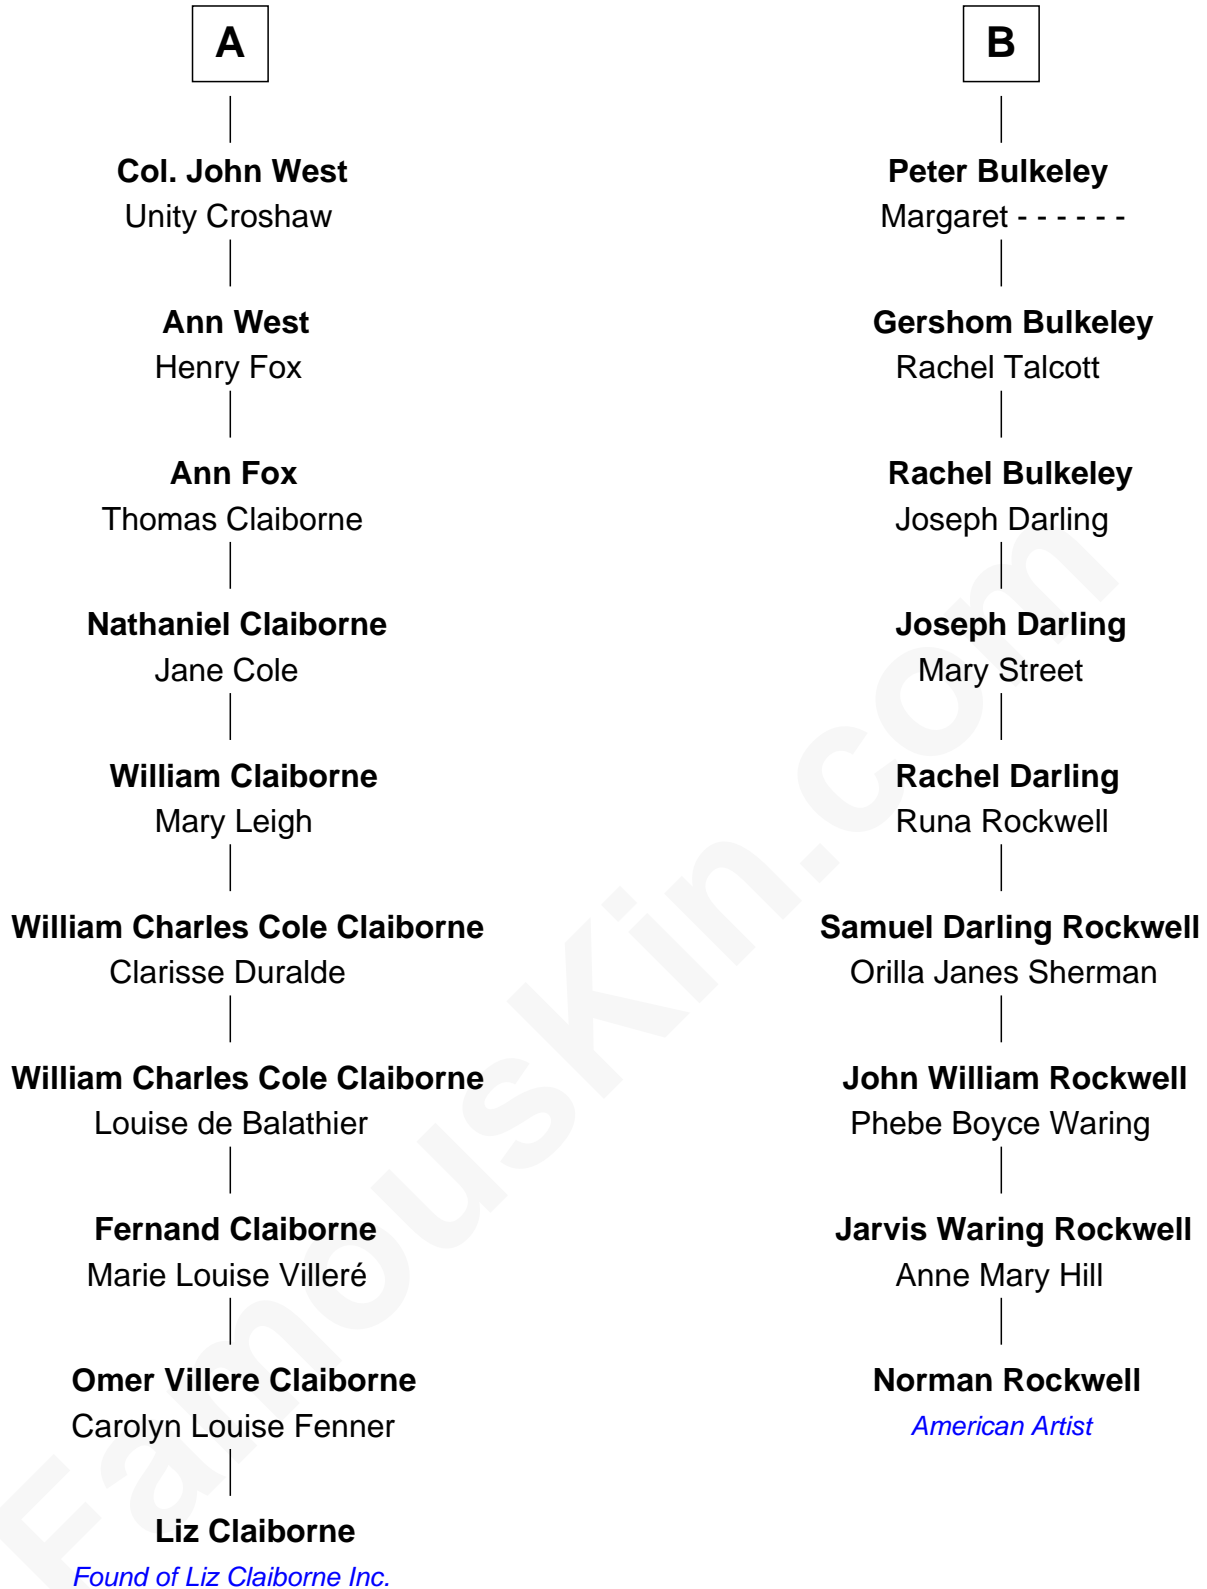 A
Col. John West
Unity Croshaw
Ann West
Henry Fox
Ann Fox
Thomas Claiborne
Nathaniel Claiborne
Jane Cole
William Claiborne
Mary Leigh
William Charles Cole Claiborne
Clarisse Duralde
William Charles Cole Claiborne
Louise de Balathier
Fernand Claiborne
Marie Louise Villeré
Omer Villere Claiborne
Carolyn Louise Fenner
Liz Claiborne
Found of Liz Claiborne Inc.
B
Peter Bulkeley
Margaret - - - - - -
Gershom Bulkeley
Rachel Talcott
Rachel Bulkeley
Joseph Darling
Joseph Darling
Mary Street
Rachel Darling
Runa Rockwell
Samuel Darling Rockwell
Orilla Janes Sherman
John William Rockwell
Phebe Boyce Waring
Jarvis Waring Rockwell
Anne Mary Hill
Norman Rockwell
American Artist
FamousKin.com